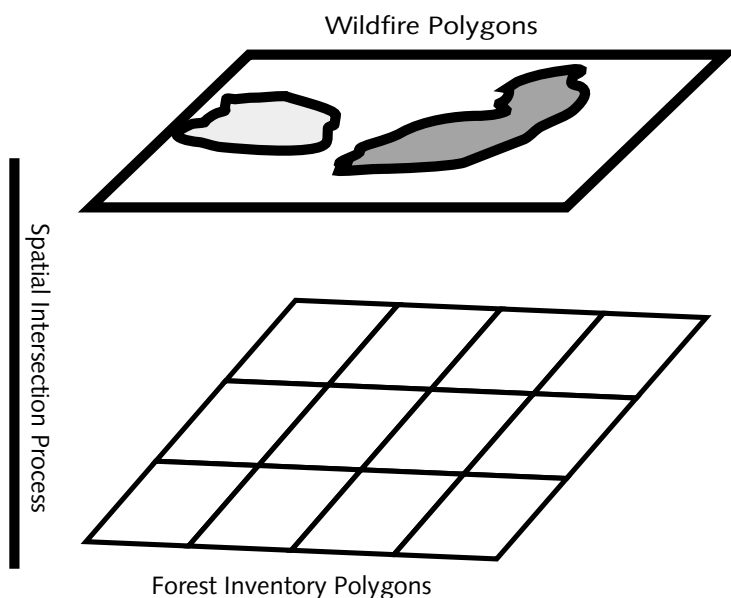 Wildfire Polygons
Spatial Intersection Process
Forest Inventory Polygons